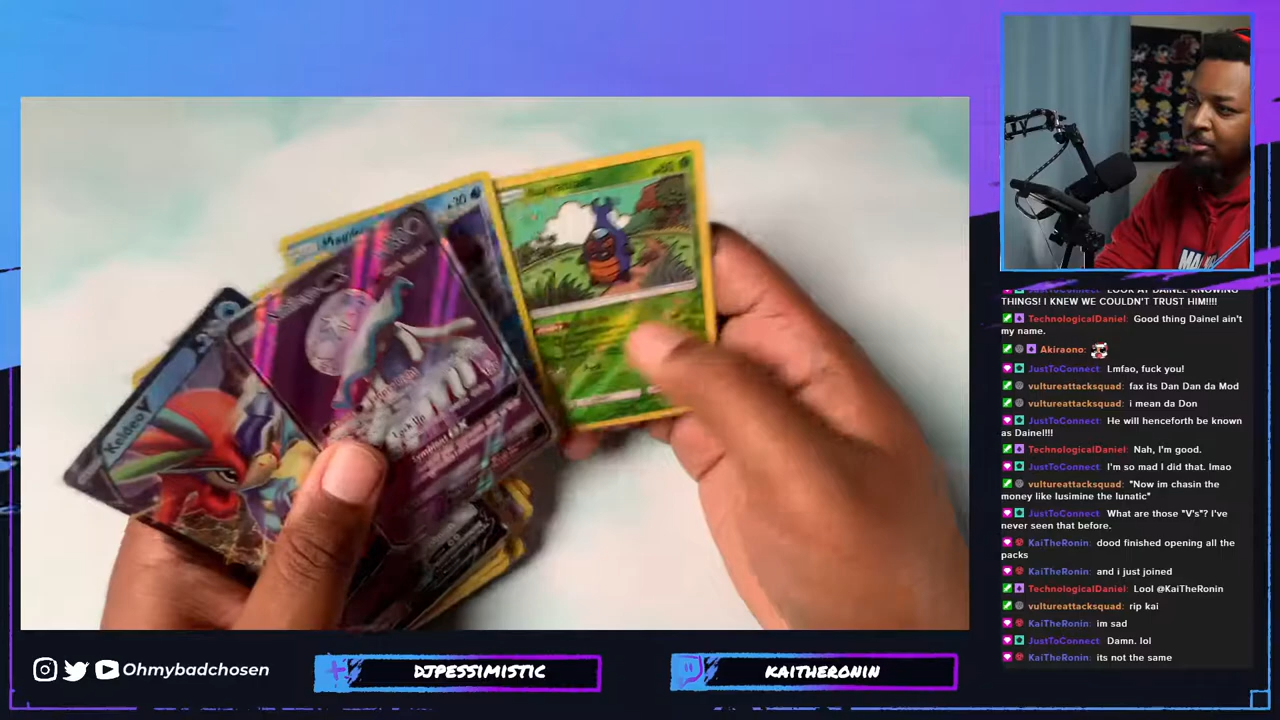 Keldeo V
LOOK AT DAINEL KNOWING
THINGS! I KNEW WE COULDN'T TRUST HIM!!!!
TechnologicalDaniel: Good thing Dainel ain't
my name.
Akiraono:
JustToConnect: Lmfao, fuck you!
vultureattacksquad: fax its Dan Dan da Mod
vultureattacksquad: i mean da Don
JustToConnect: He will henceforth be known
as Dainel!!!
TechnologicalDaniel: Nah, I'm good.
JustToConnect: I'm so mad I did that. lmao
vultureattacksquad: "Now im chasin the
money like lusimine the lunatic"
JustToConnect: What are those "V's"? I've
never seen that before.
KaiTheRonin: dood finished opening all the
packs
KaiTheRonin: and i just joined
TechnologicalDaniel: Lool @KaiTheRonin
vultureattacksquad: rip kai
KaiTheRonin: im sad
JustToConnect: Damn. lol
KaiTheRonin: its not the same
Ohmybadchosen
DJPESSIMISTIC
KAITHERONIN